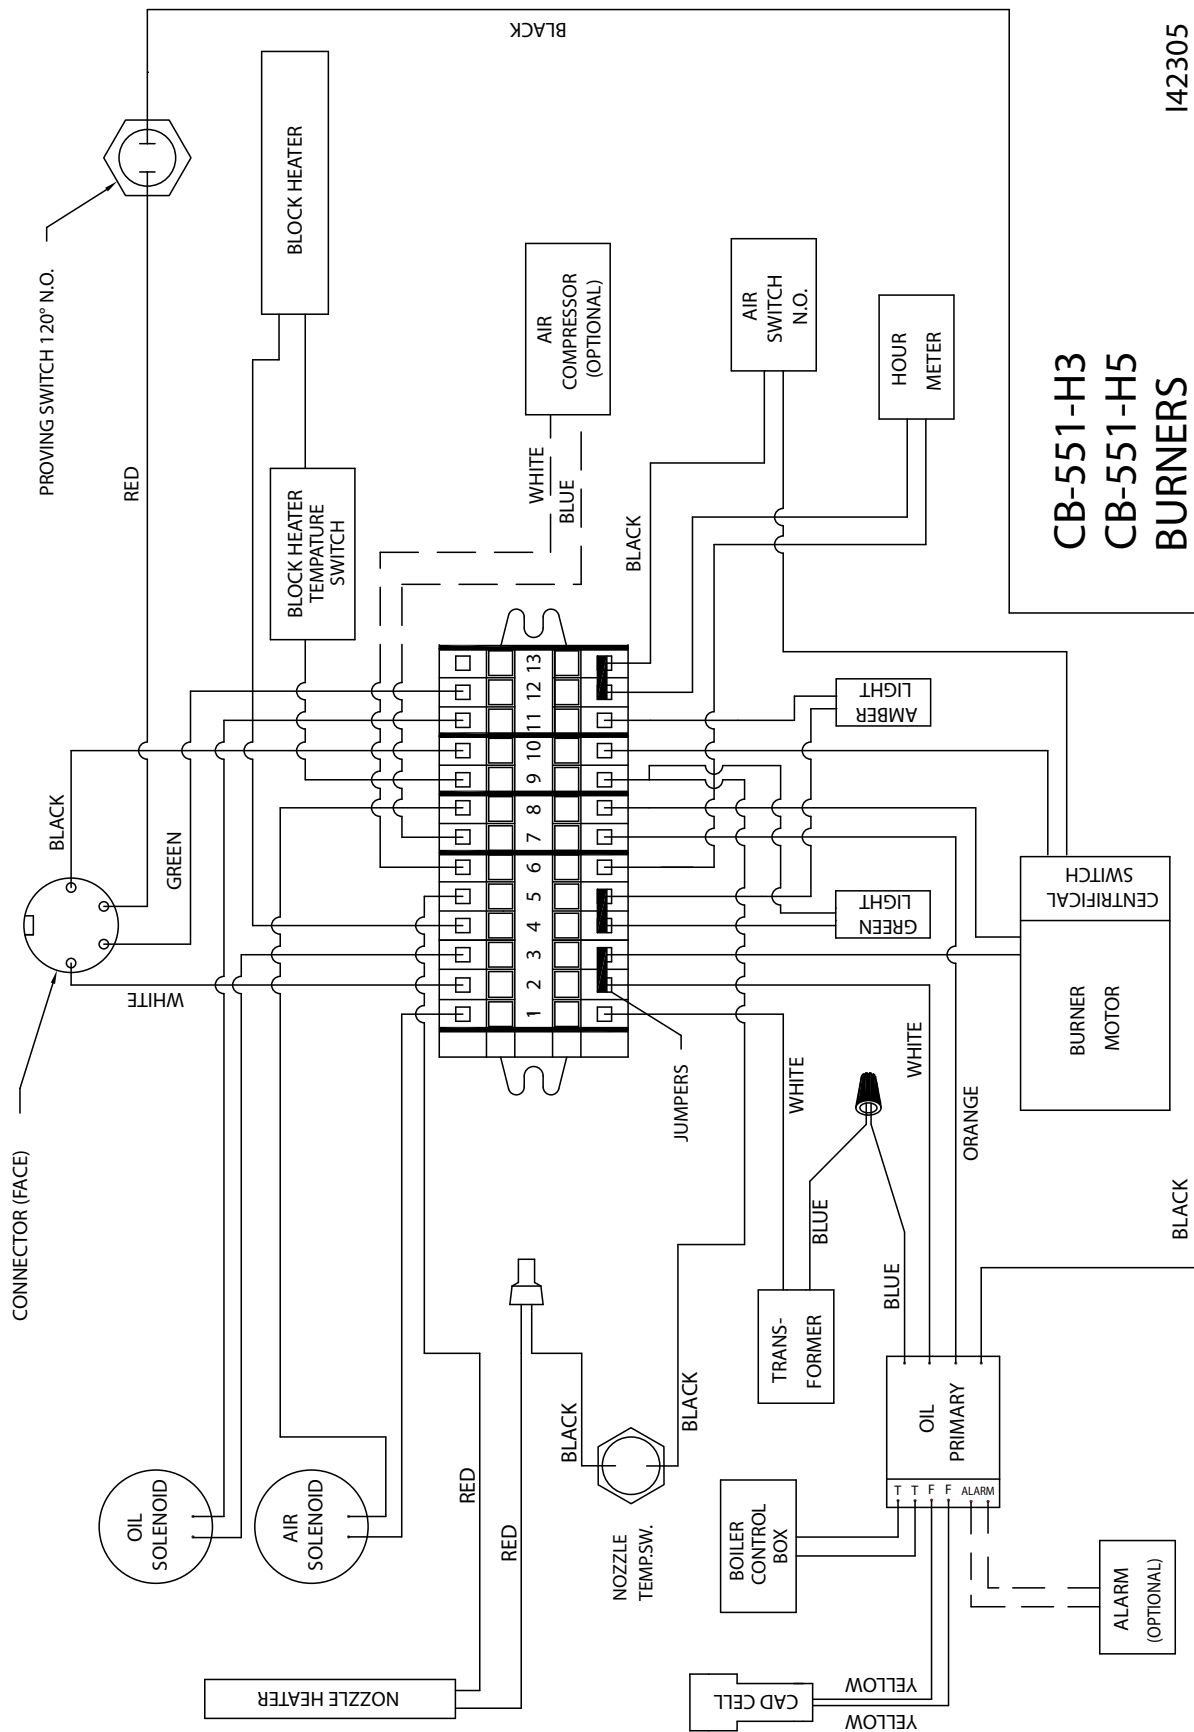 CONNECTOR (FACE)
PROVING SWITCH 120° N.O.
BLACK
RED
GREEN
WHITE
BLACK
OIL
SOLENOID
AIR
SOLENOID
NOZZLE HEATER
RED
RED
BLOCK HEATER
BLOCK HEATER
TEMPATURE
SWITCH
AIR
COMPRESSOR
(OPTIONAL)
WHITE
BLUE
1 2 3 4 5 6 7 8 9 10 11 12 13
JUMPERS
BLACK
AIR
SWITCH
N.O.
HOUR
METER
BLACK
BLACK
NOZZLE
TEMP.SW.
WHITE
BLUE
BLUE
WHITE
ORANGE
TRANS-
FORMER
GREEN
LIGHT
AMBER
LIGHT
BOILER
CONTROL
BOX
OIL
PRIMARY
T T F F ALARM
CAD CELL
YELLOW
YELLOW
ALARM
(OPTIONAL)
BURNER
MOTOR
CENTRIFICAL
SWITCH
BLACK
CB-551-H3
CB-551-H5
BURNERS
I42305